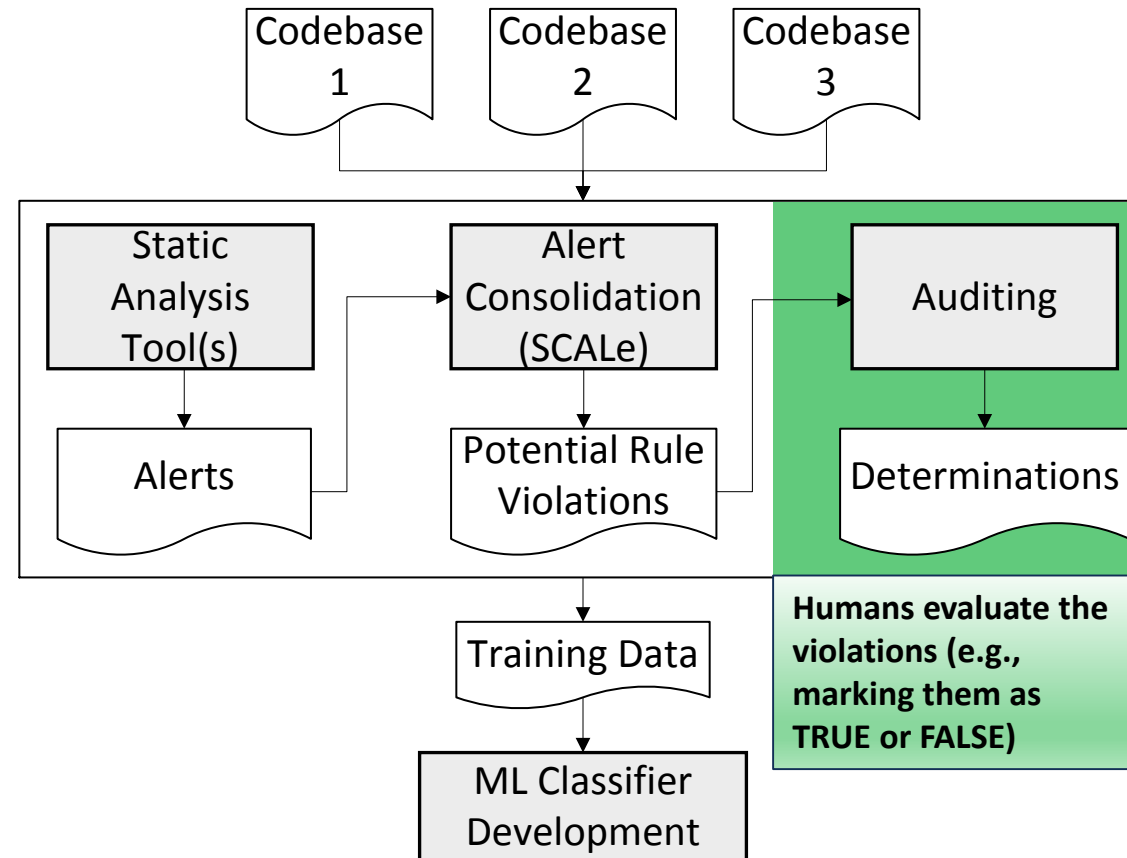 Codebase
1
Codebase
2
Codebase
3
Static
Analysis
Tool(s)
Alert
Consolidation
(SCALe)
Auditing
Alerts
Potential Rule
Violations
Determinations
Humans evaluate the
violations (e.g.,
marking them as
TRUE or FALSE)
Training Data
ML Classifier
Development